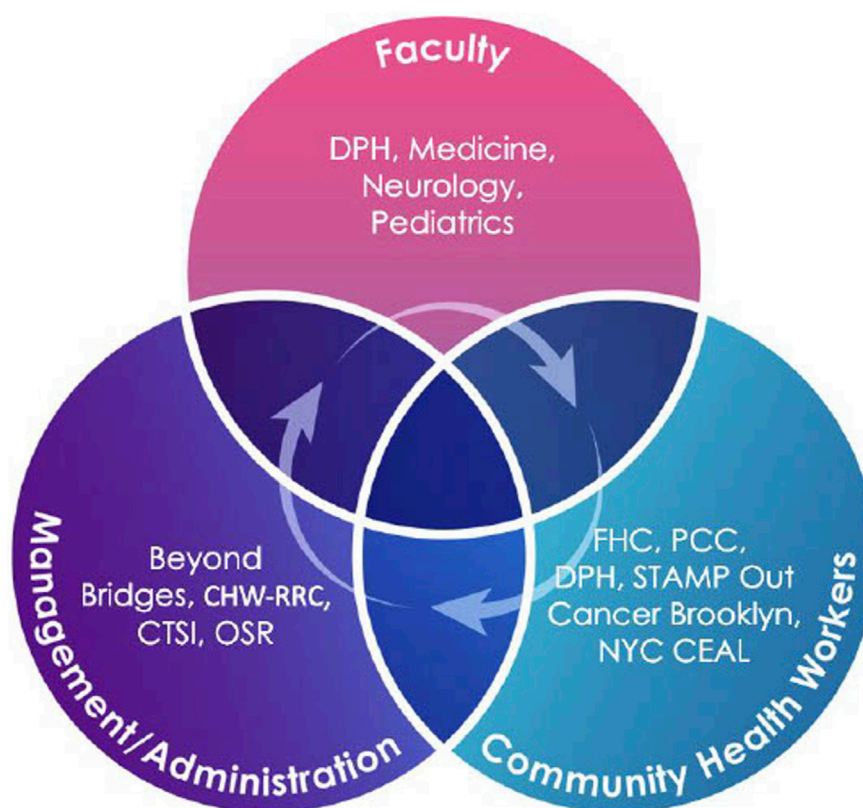 Faculty
DPH, Medicine,
Neurology,
Pediatrics
Management/Administration
Beyond
Bridges, CHW-RRC,
CTSI, OSR
FHC, PCC,
DPH, STAMP Out
Cancer Brooklyn,
NYC CEAL
Community Health Workers